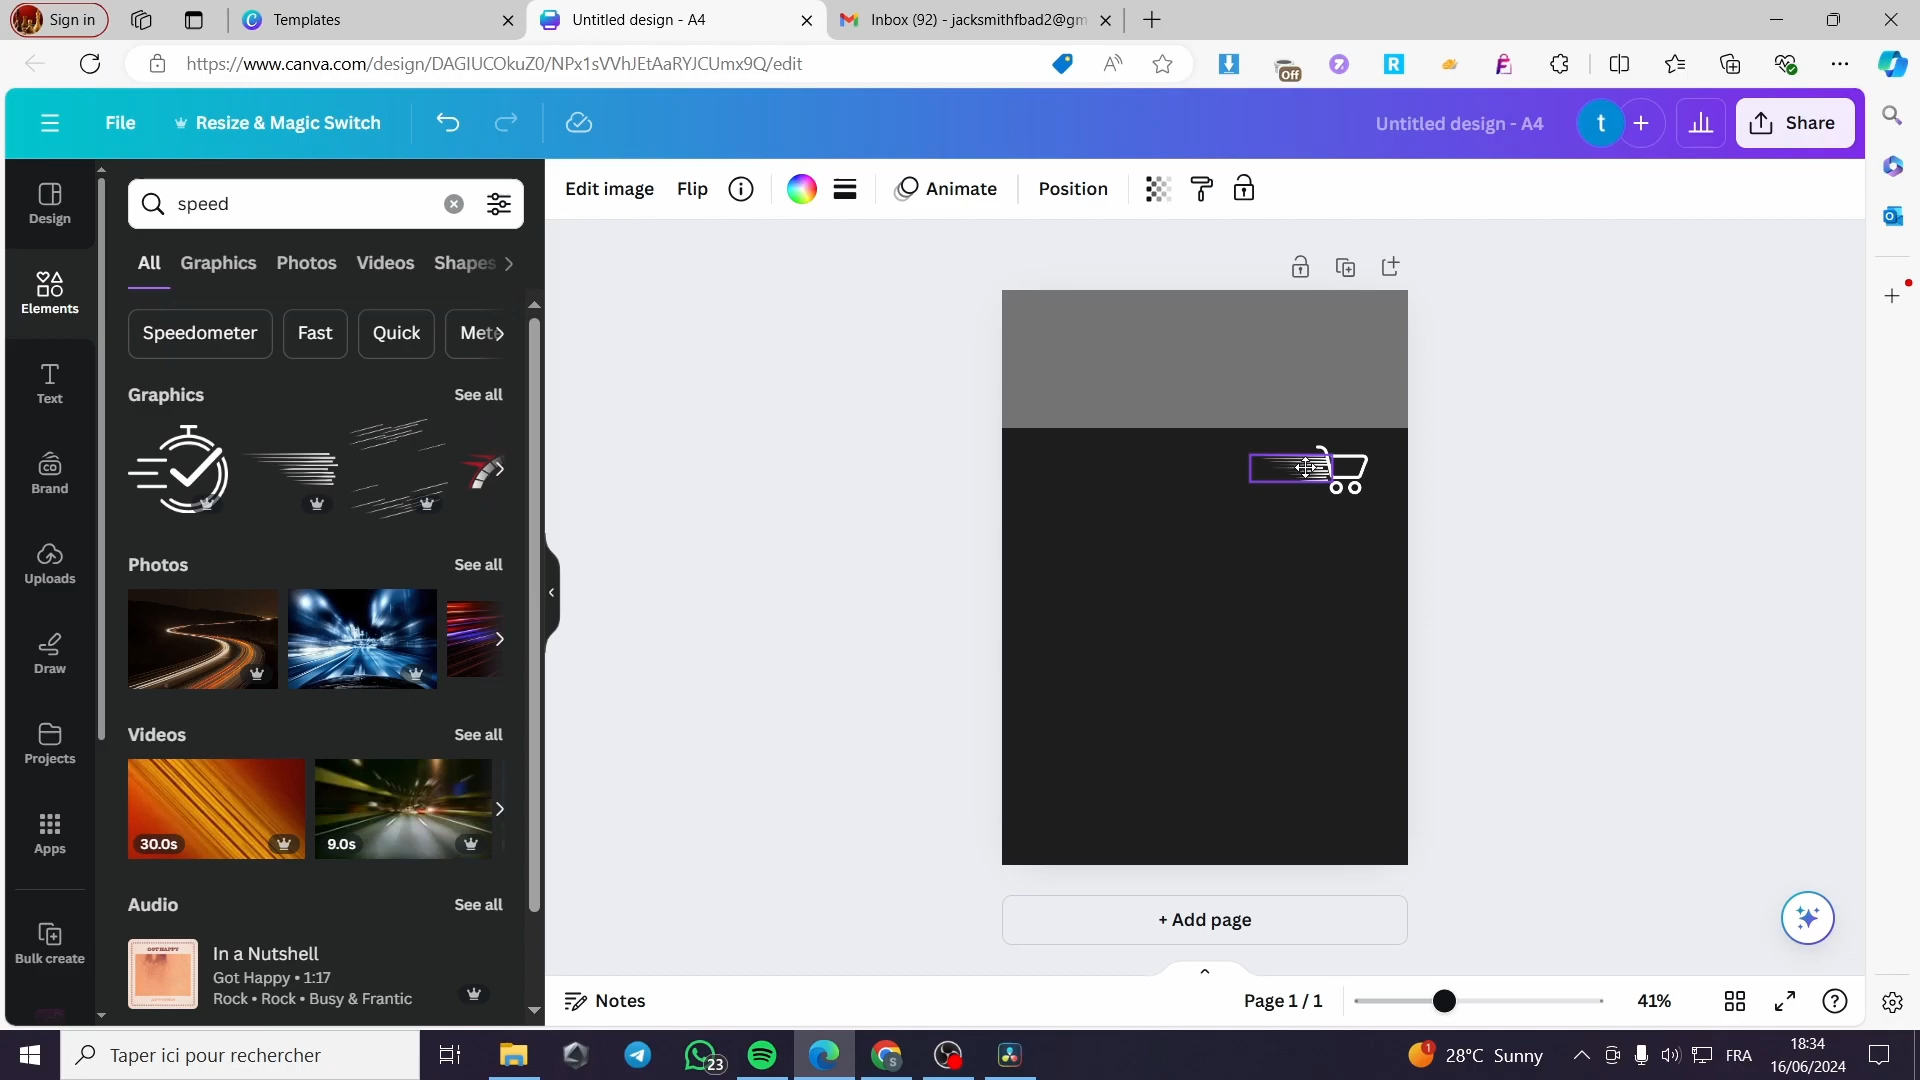 Sign in
Templates
Untitled design - A4
Inbox (92) - jacksmithfbad2@gm
https://www.canva.com/design/DAGIUCOkuZ0/NPx1sVVhJEtAaRYJCUmx9Q/edit
Off
File
Resize & Magic Switch
Untitled design - A4
t
Share
Design
Elements
Text
Brand
Uploads
Draw
Projects
Apps
Bulk create
speed
All
Graphics
Photos
Videos
Shapes
Speedometer
Fast
Quick
Mete
Graphics
See all
Photos
See all
Videos
See all
30.0s
9.0s
Audio
See all
In a Nutshell
Got Happy • 1:17
Rock • Rock • Busy & Frantic
GOT HAPPY
Edit image
Flip
Animate
Position
+ Add page
Notes
Page 1 / 1
41%
Taper ici pour rechercher
23
28°C Sunny
FRA
18:34
16/06/2024